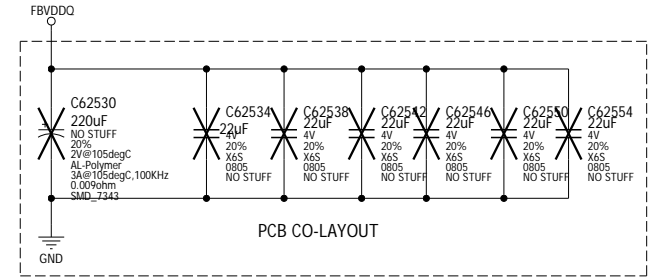 FBVDDQ
C62530
220uF
NO STUFF
20%
2V@105degC
AL-Polymer
3A@105degC,100KHz
0.009ohm
SMD_7343
+
C62534
22uF
4V
20%
X6S
0805
NO STUFF
C62538
22uF
4V
20%
X6S
0805
NO STUFF
C62542
22uF
4V
20%
X6S
0805
NO STUFF
C62546
22uF
4V
20%
X6S
0805
NO STUFF
C62550
22uF
4V
20%
X6S
0805
NO STUFF
C62554
22uF
4V
20%
X6S
0805
NO STUFF
PCB CO-LAYOUT
GND